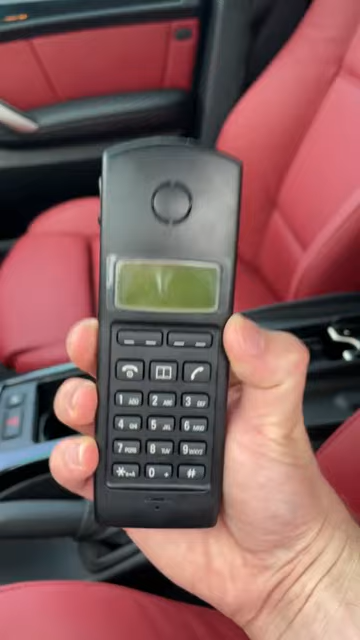 1 2 ABC 3 DEF
4 GHI 5 JKL 6 MNO
7 PQRS 8 TUV 9 WXYZ
* 0 + #